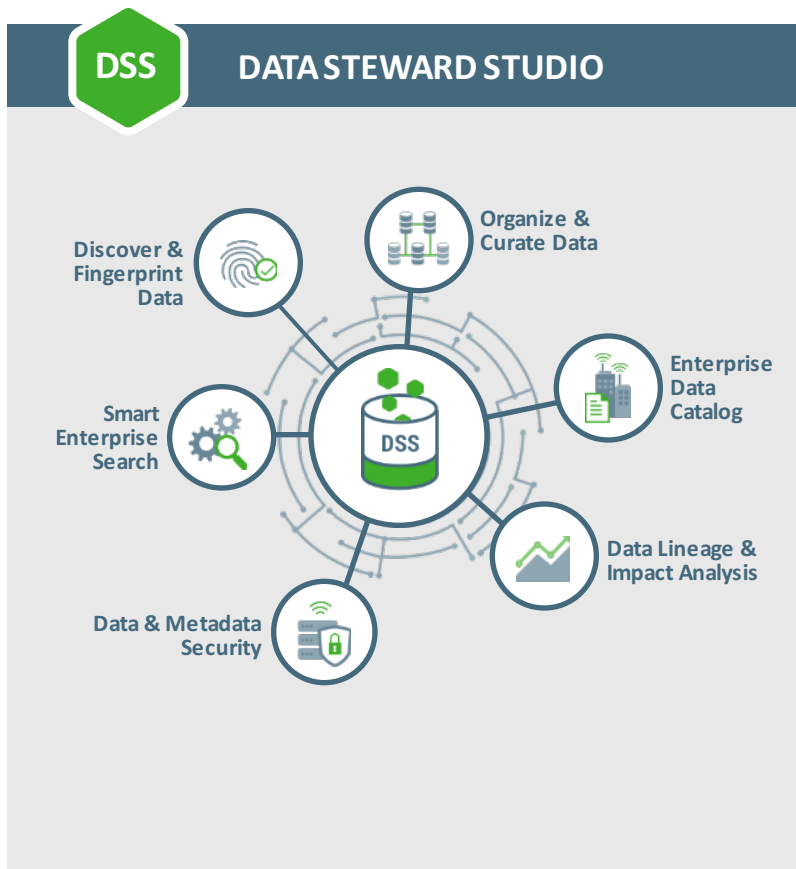 DSS
DATA STEWARD STUDIO
Organize &
Curate Data
Discover &
Fingerprint
Data
Enterprise
Data
Catalog
Smart
Enterprise
Search
DSS
Data Lineage &
Impact Analysis
Data & Metadata
Security